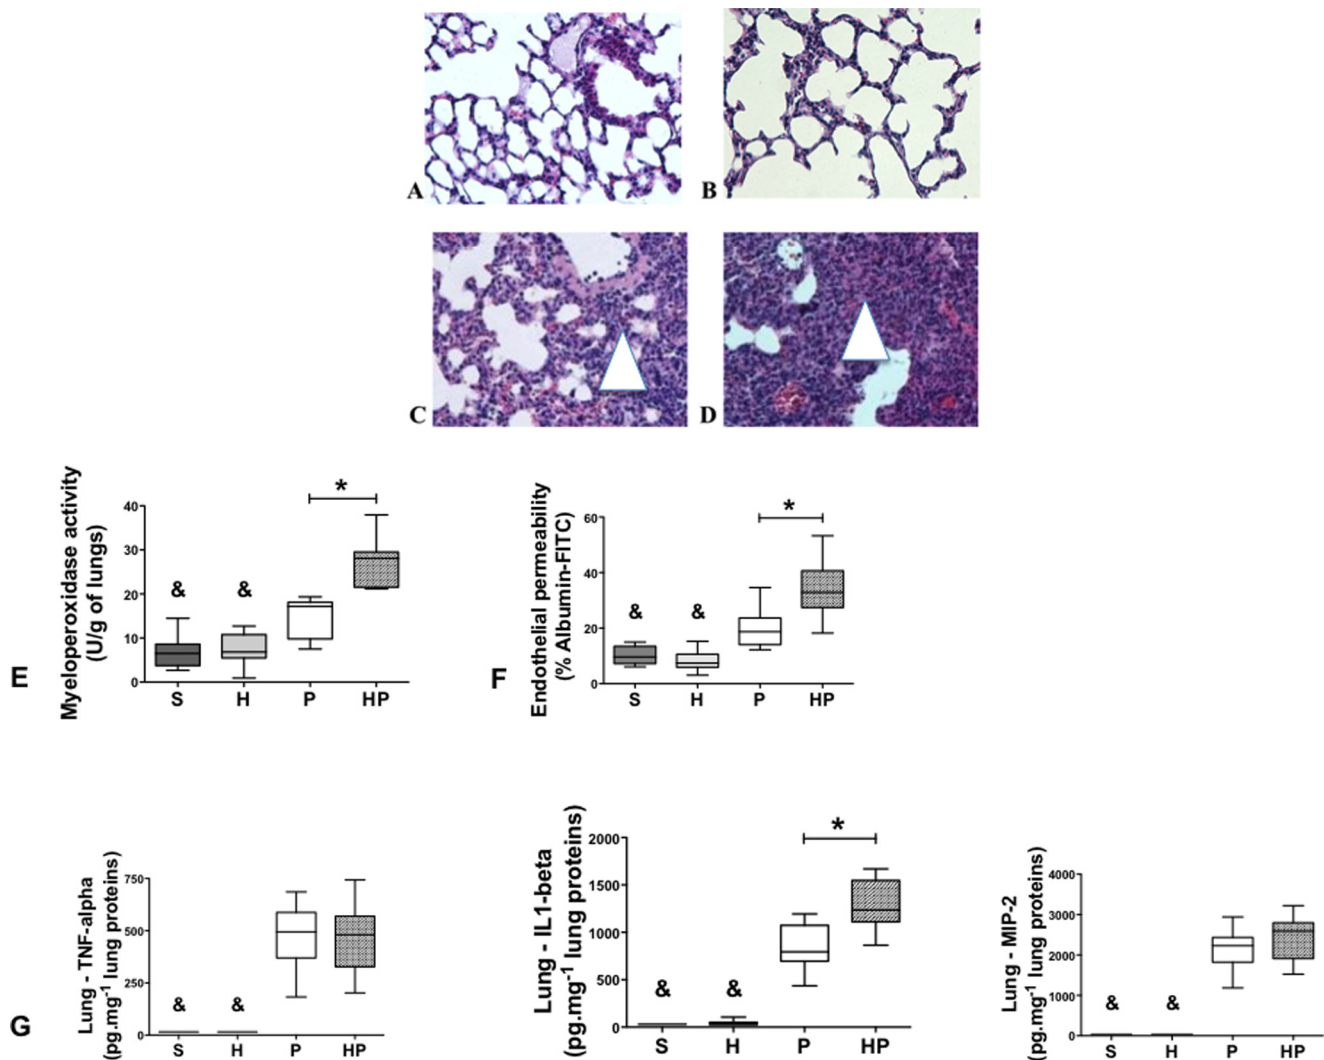 A
B
C
D
E
Myeloperoxidase activity
(U/g of lungs)
40
30
20
10
0
&
&
*
S
H
P
HP
F
Endothelial permeability
(% Albumin-FITC)
60
40
20
0
&
&
*
S
H
P
HP
G
Lung - TNF-alpha
(pg.mg-1 lung proteins)
750
500
250
0
&
&
S
H
P
HP
Lung - IL1-beta
(pg.mg-1 lung proteins)
2000
1500
1000
500
0
&
&
*
S
H
P
HP
Lung - MIP-2
(pg.mg-1 lung proteins)
4000
3000
2000
1000
0
&
&
S
H
P
HP